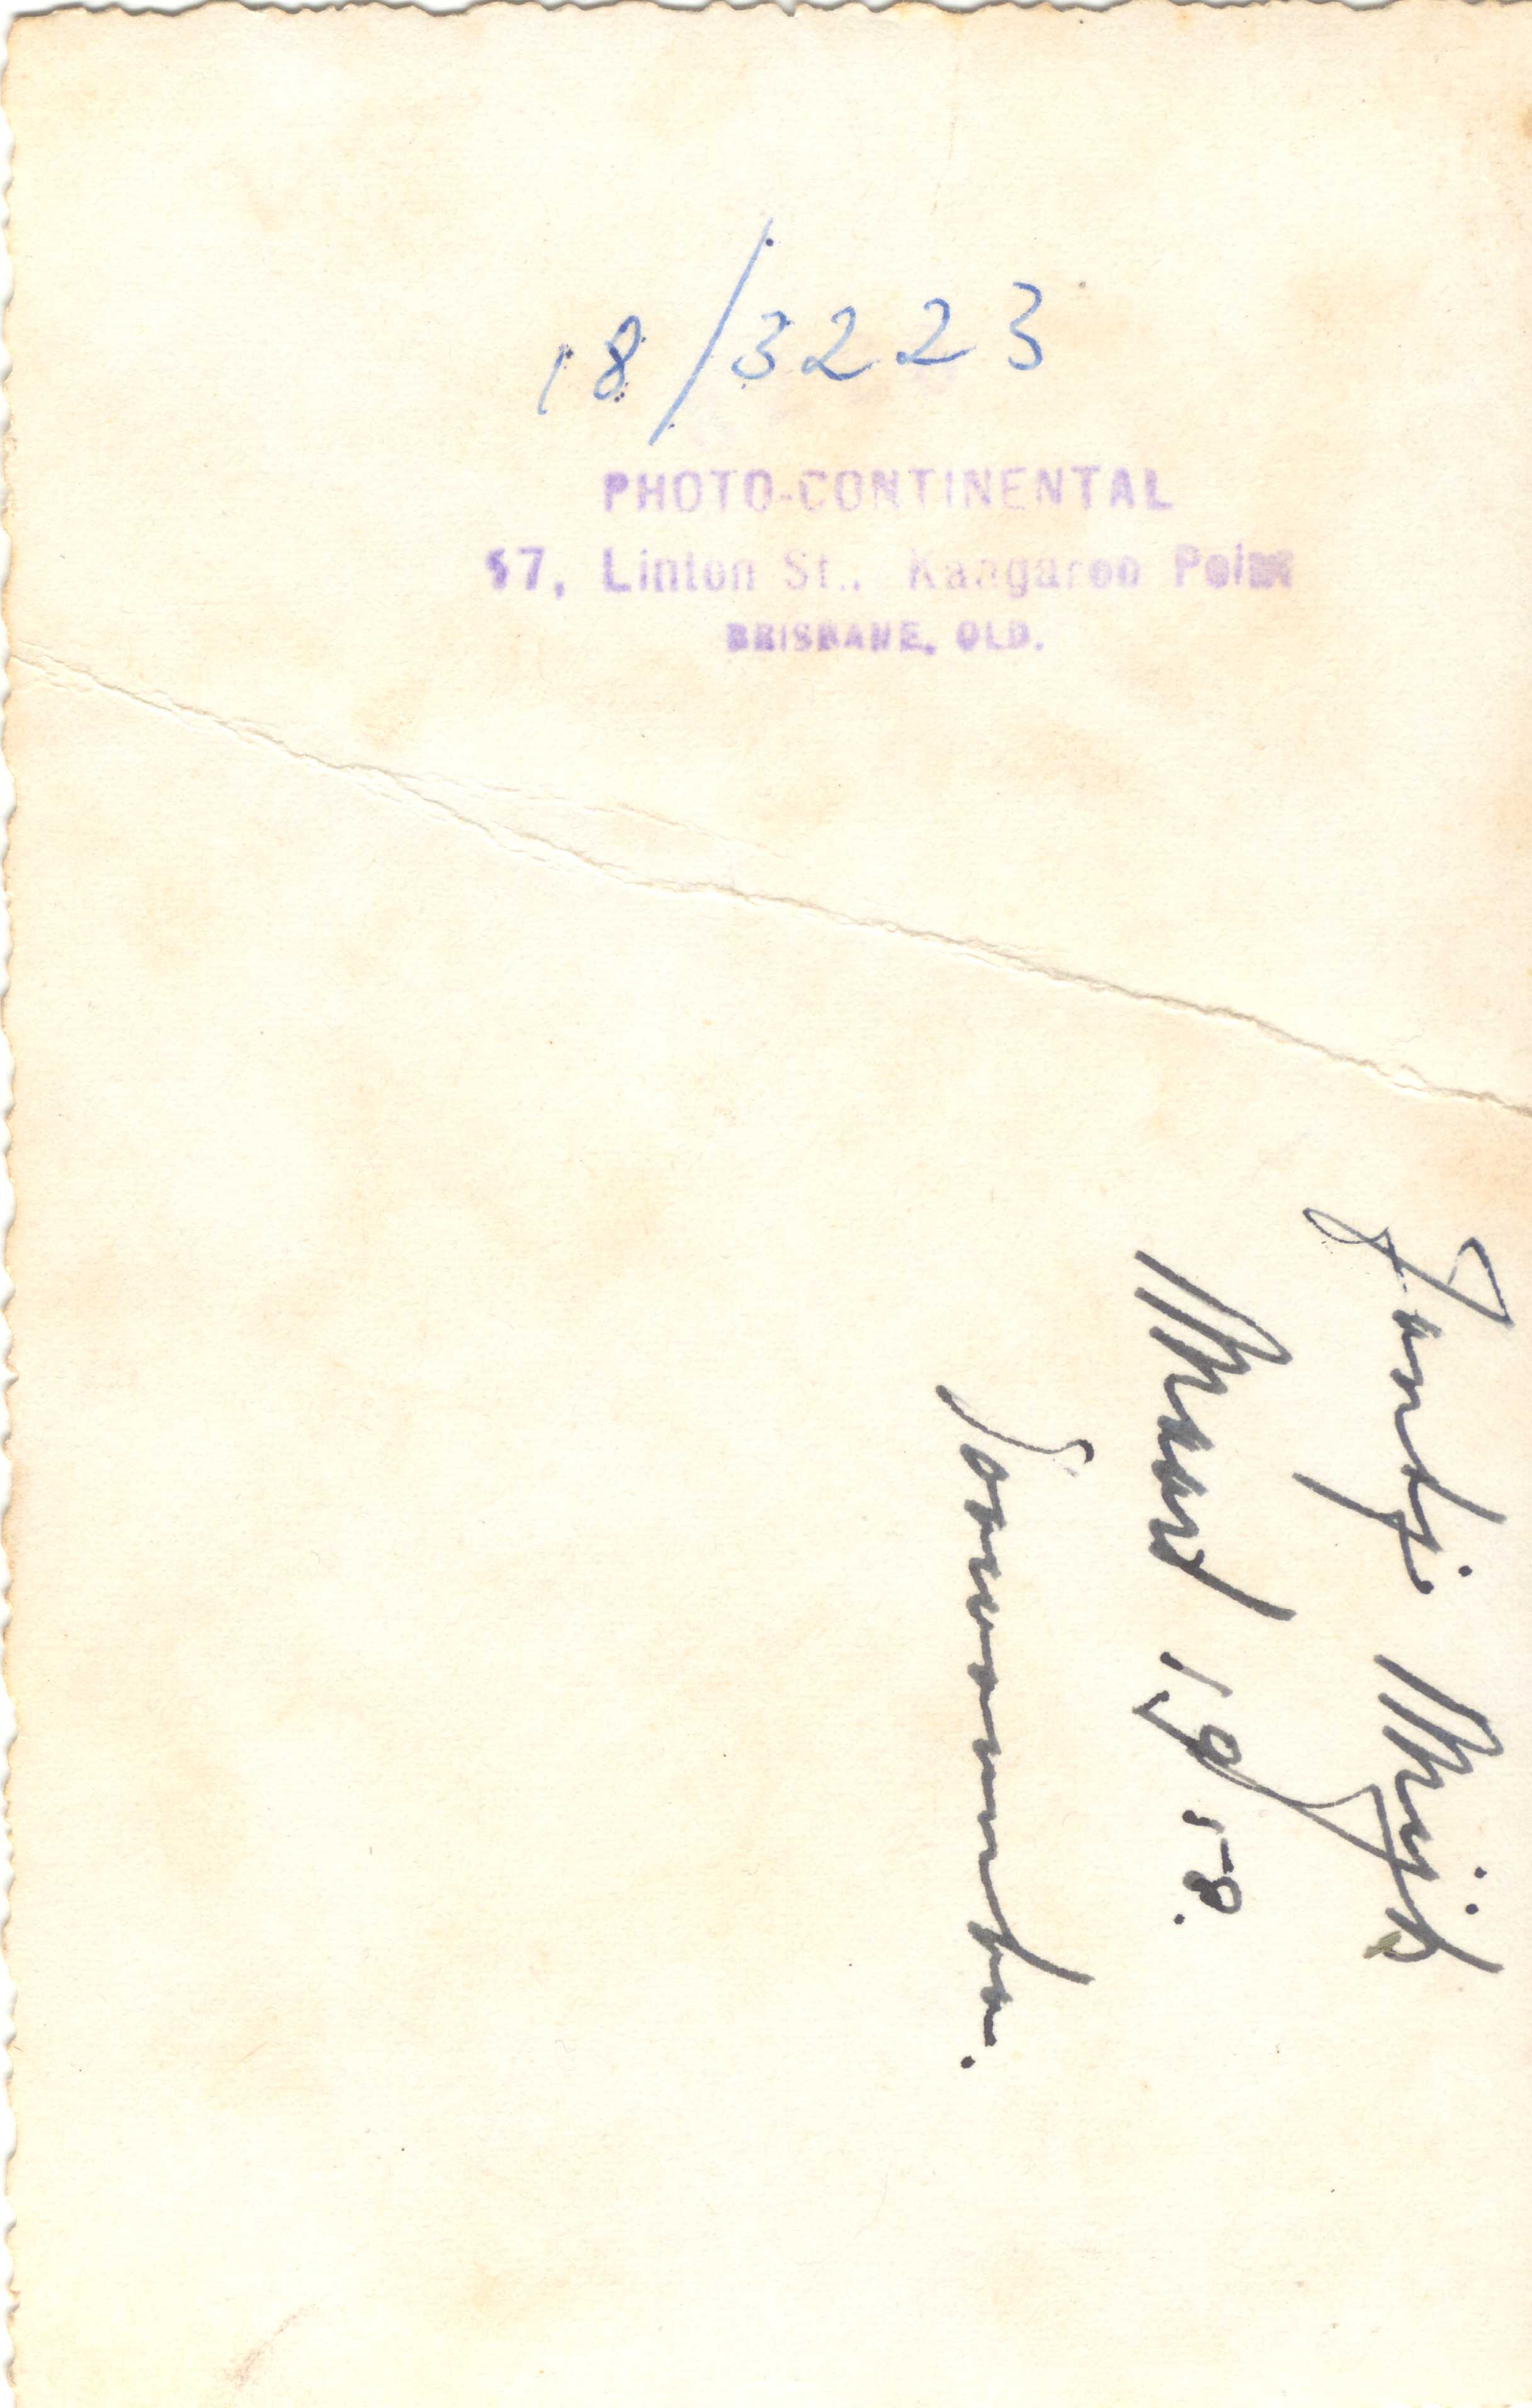 18/3223
PHOTO-CONTINENTAL
57, Linton St., Kangaroo Point
BRISBANE, QLD.
Maart 1958.
Toowoomba.